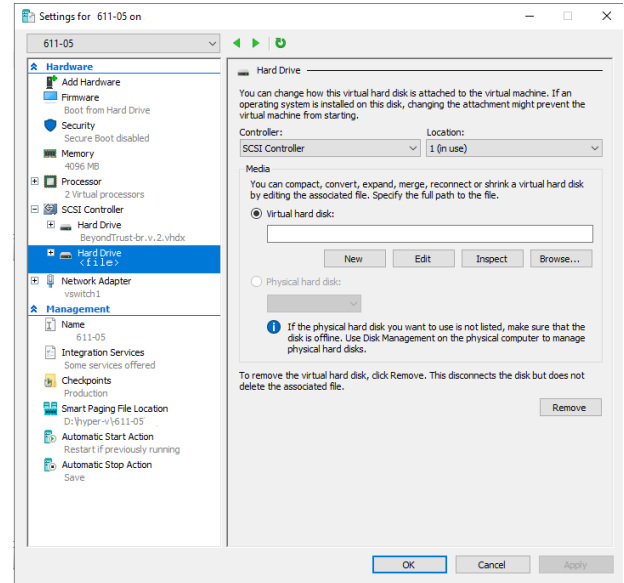 Settings for 611-05 on
611-05
Hardware
Add Hardware
Firmware
Boot from Hard Drive
Security
Secure Boot disabled
Memory
4096 MB
Processor
2 Virtual processors
SCSI Controller
Hard Drive
BeyondTrust-br.v.2.vhdx
Hard Drive
<file>
Network Adapter
vswitch1
Management
Name
611-05
Integration Services
Some services offered
Checkpoints
Production
Smart Paging File Location
D:\hyper-v\611-05
Automatic Start Action
Restart if previously running
Automatic Stop Action
Save
Hard Drive
You can change how this virtual hard disk is attached to the virtual machine. If an
operating system is installed on this disk, changing the attachment might prevent the
virtual machine from starting.
Controller: Location:
SCSI Controller 1 (in use)
Media
You can compact, convert, expand, merge, reconnect or shrink a virtual hard disk
by editing the associated file. Specify the full path to the file.
Virtual hard disk:
New Edit Inspect Browse...
Physical hard disk:
If the physical hard disk you want to use is not listed, make sure that the
disk is offline. Use Disk Management on the physical computer to manage
physical hard disks.
To remove the virtual hard disk, click Remove. This disconnects the disk but does not
delete the associated file.
Remove
OK Cancel Apply